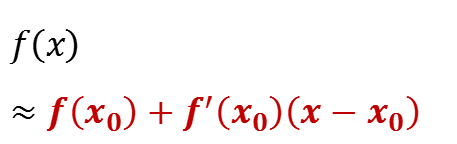 f(x)
≈ f(x₀) + f′(x₀)(x − x₀)